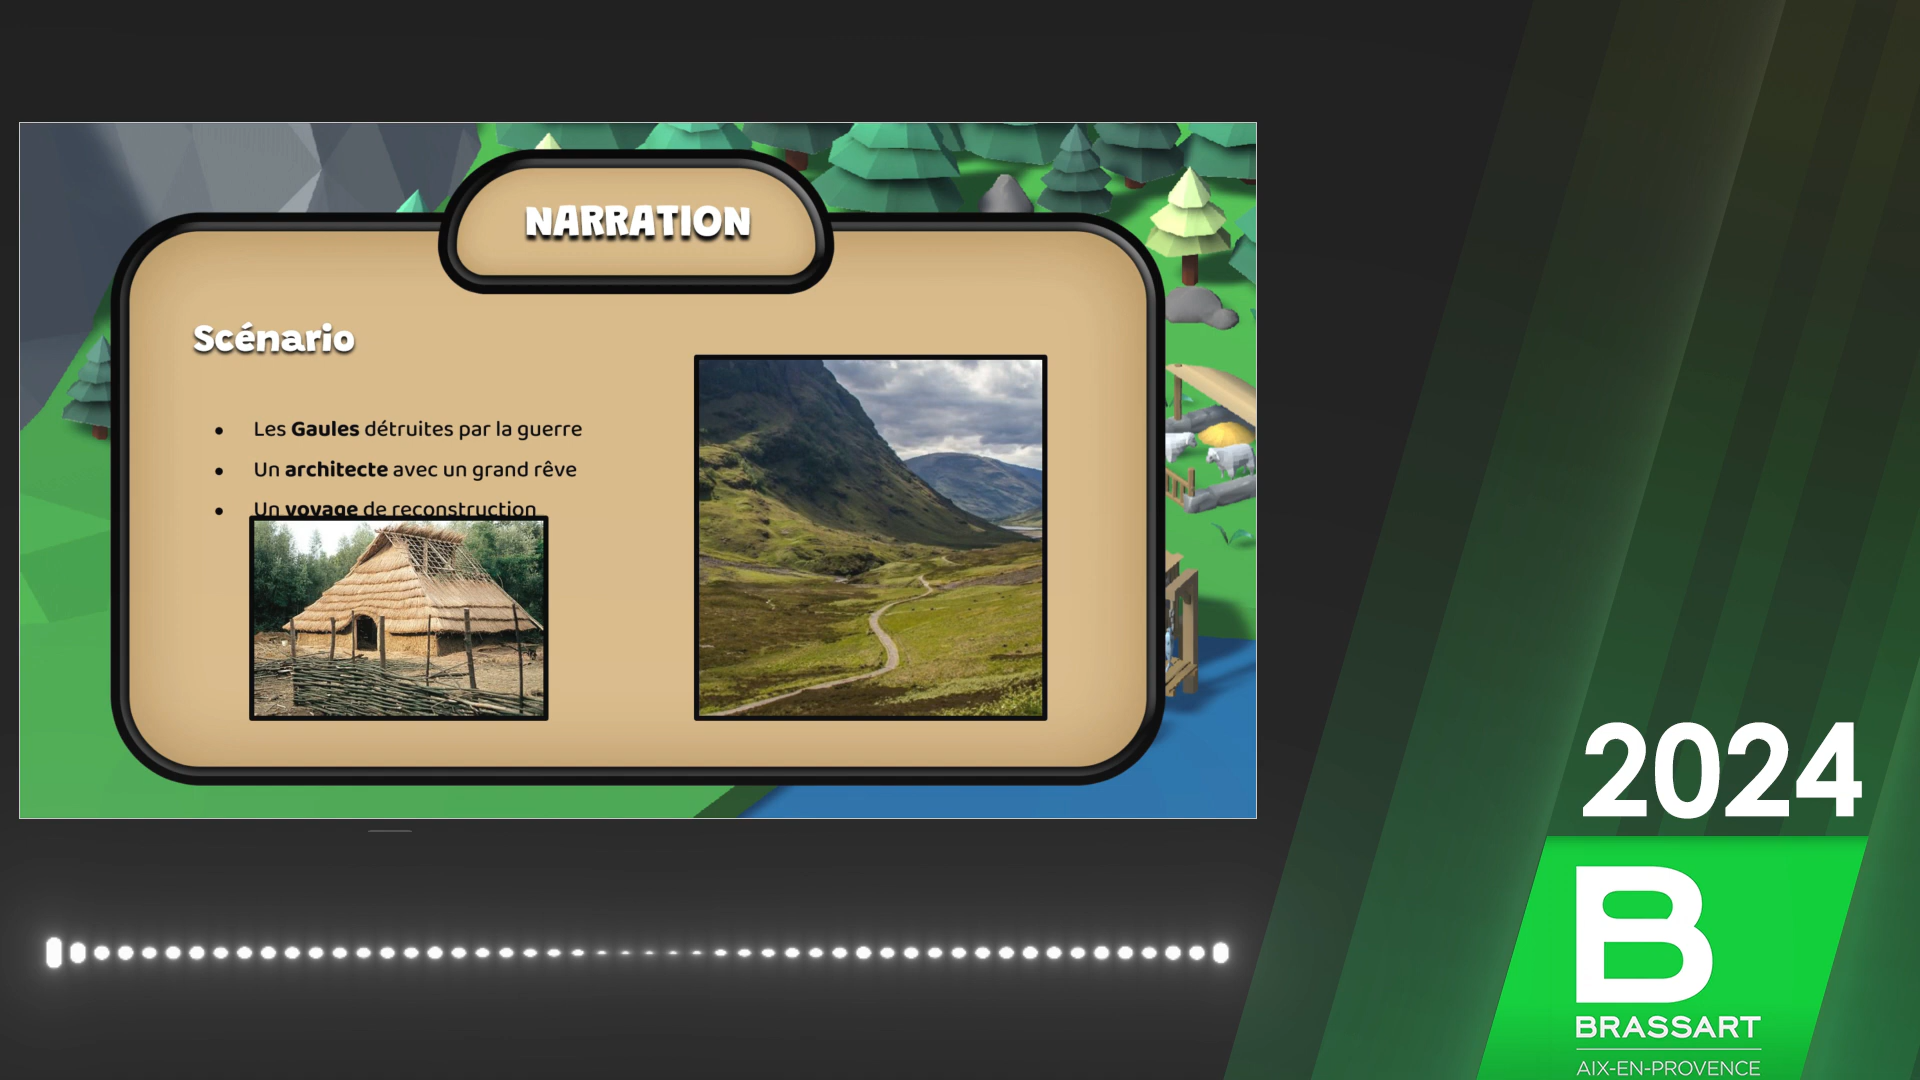 NARRATION
Scénario
• Les Gaules détruites par la guerre
• Un architecte avec un grand rêve
• Un voyage de reconstruction
2024
B
BRASSART
AIX-EN-PROVENCE